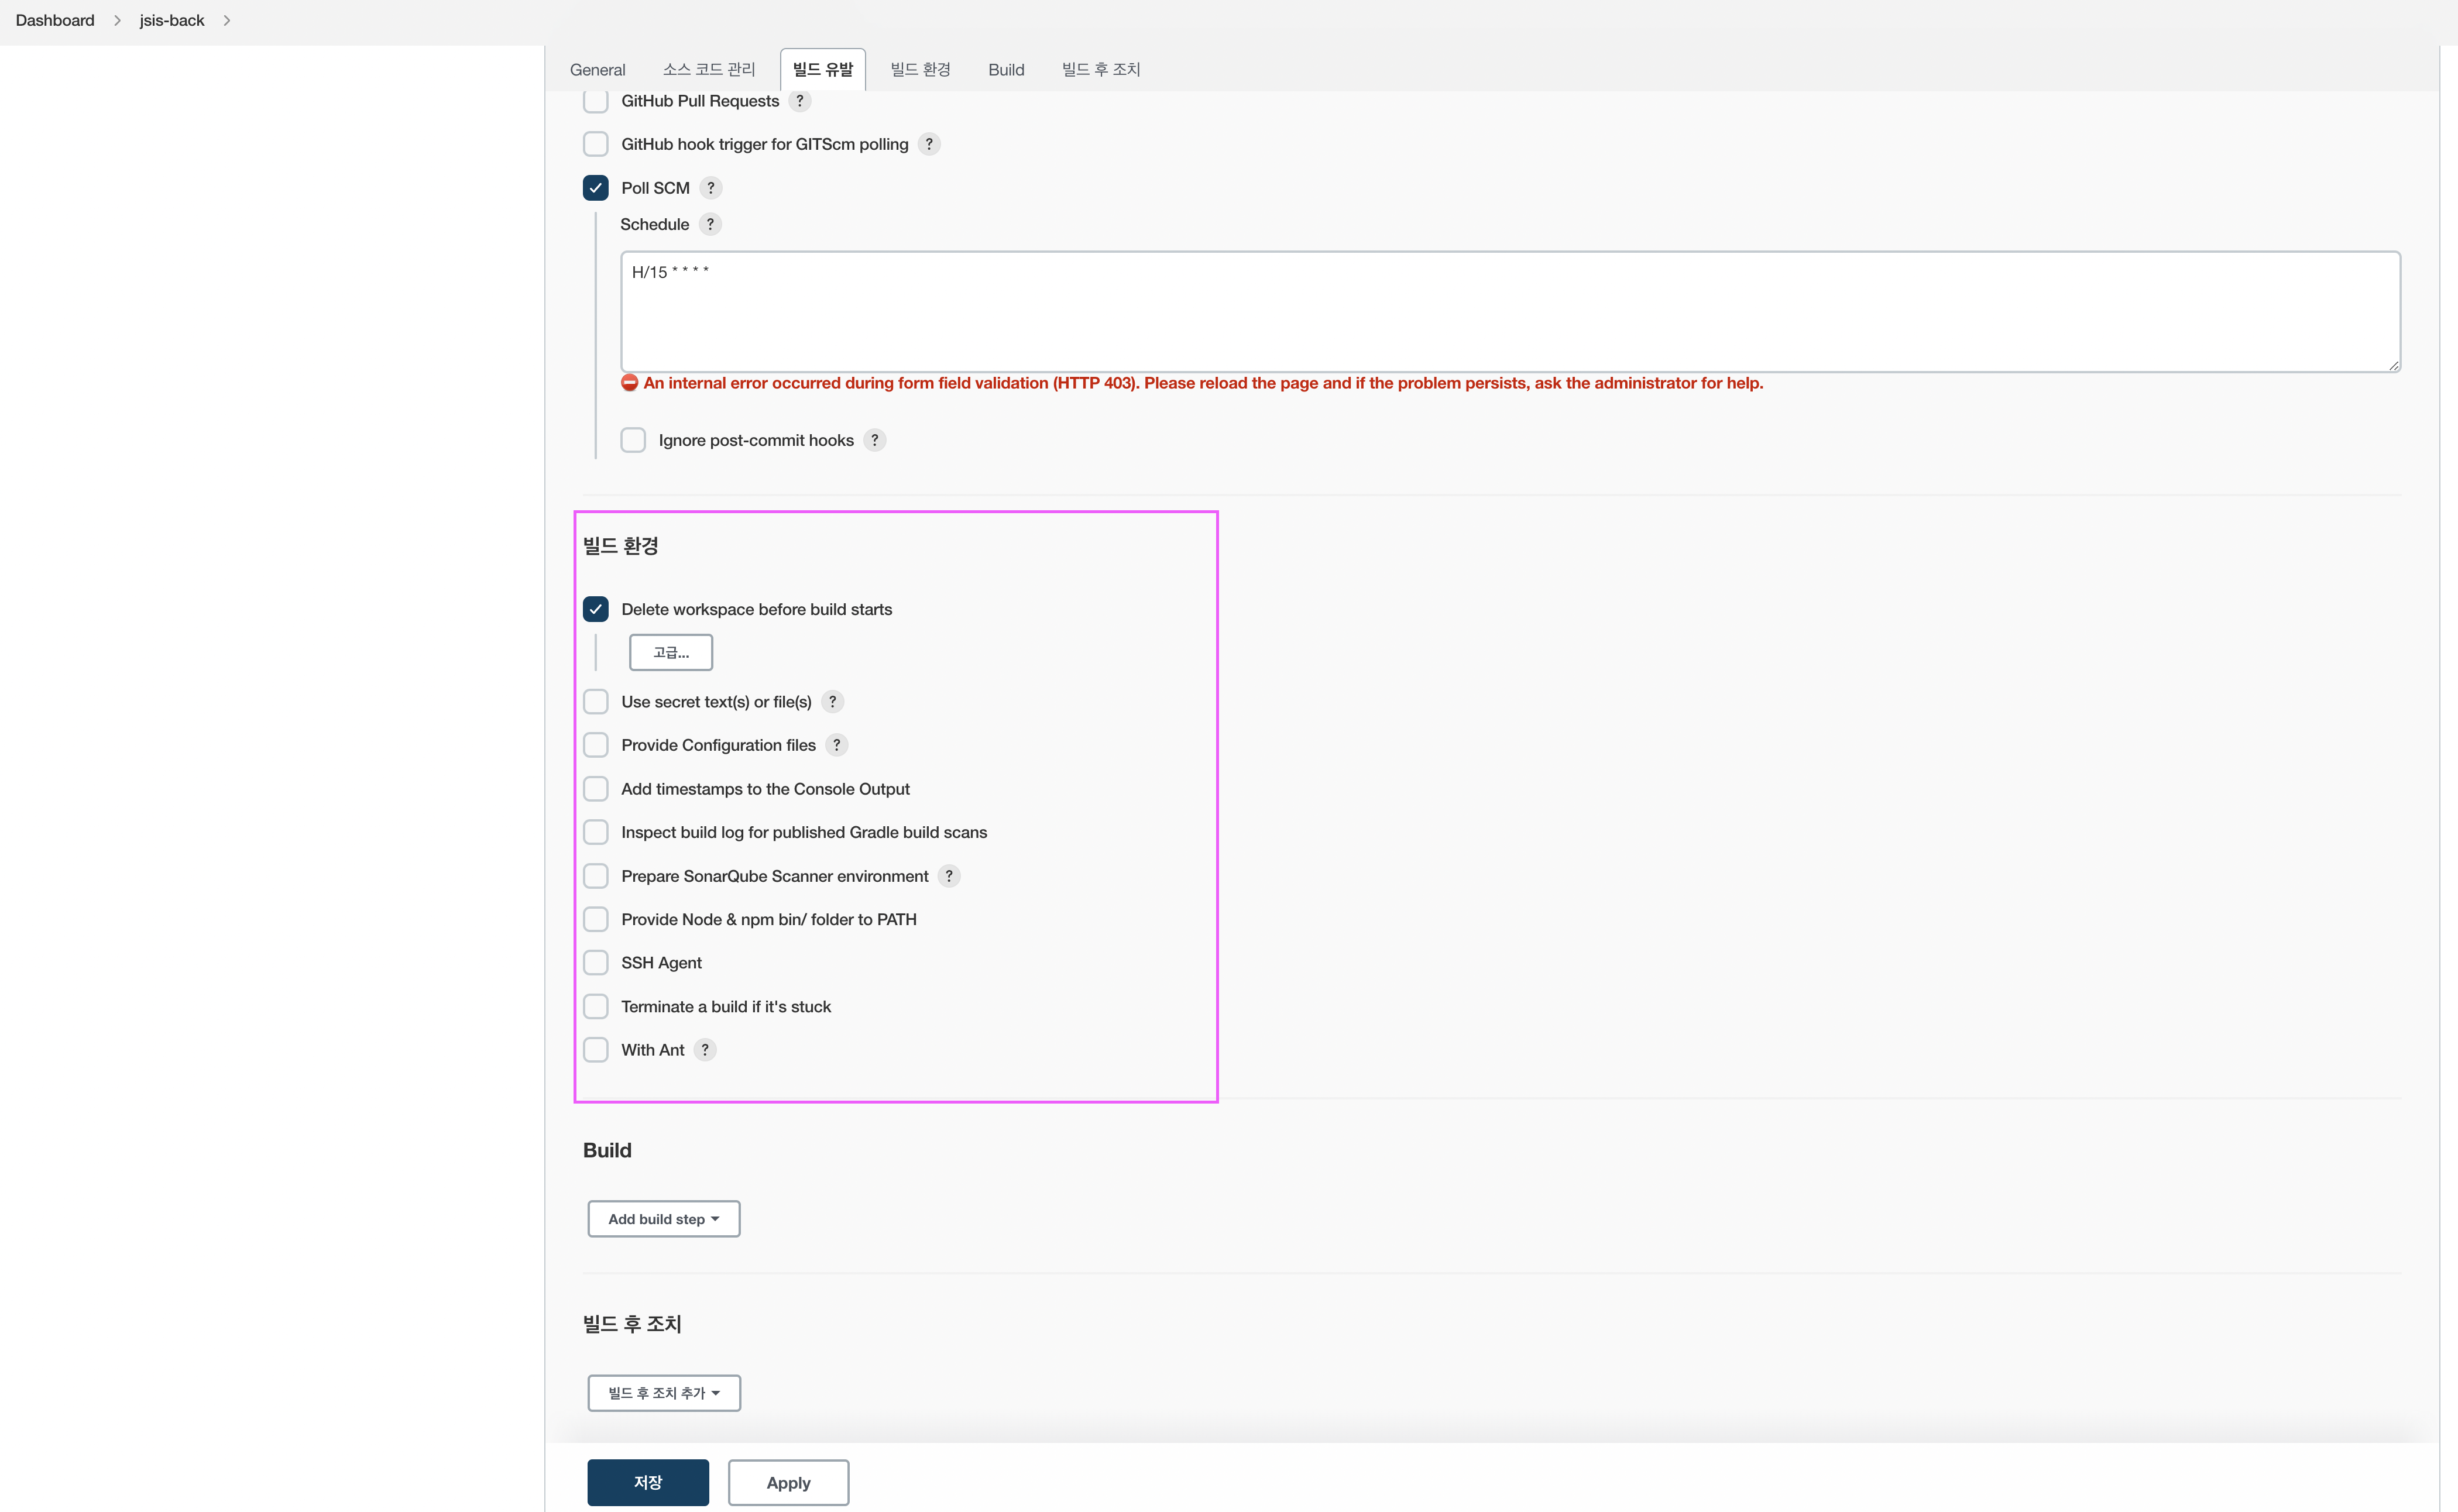 Dashboard > jsis-back >
General 소스 코드 관리 빌드 유발 빌드 환경 Build 빌드 후 조치
GitHub Pull Requests ?
GitHub hook trigger for GITScm polling ?
Poll SCM ?
Schedule ?
H/15 * * * *
An internal error occurred during form field validation (HTTP 403). Please reload the page and if the problem persists, ask the administrator for help.
Ignore post-commit hooks ?
빌드 환경
Delete workspace before build starts
고급...
Use secret text(s) or file(s) ?
Provide Configuration files ?
Add timestamps to the Console Output
Inspect build log for published Gradle build scans
Prepare SonarQube Scanner environment ?
Provide Node & npm bin/ folder to PATH
SSH Agent
Terminate a build if it's stuck
With Ant ?
Build
Add build step
빌드 후 조치
빌드 후 조치 추가
저장 Apply